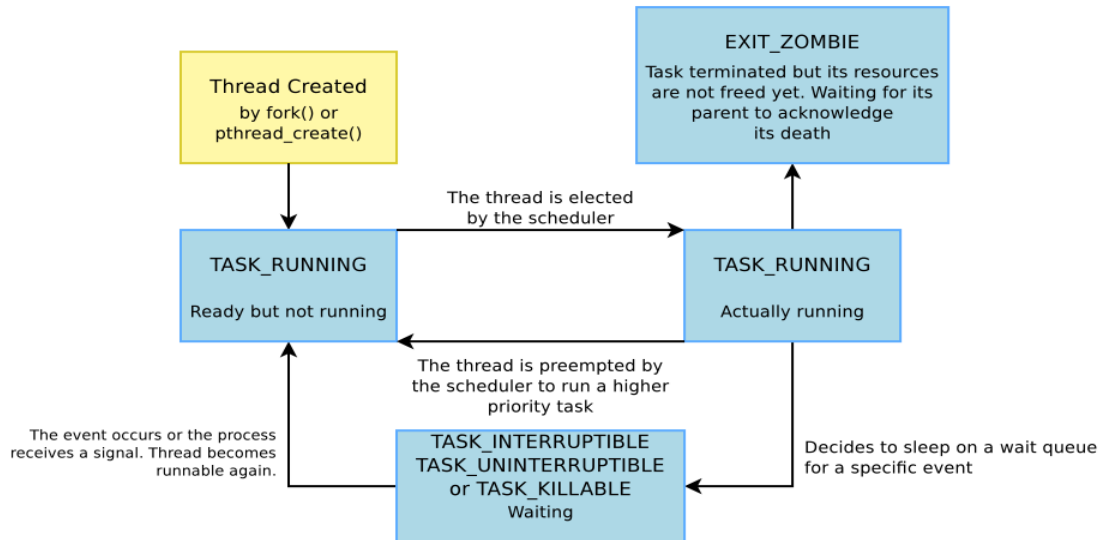 Thread Created
by fork() or
pthread_create()
EXIT_ZOMBIE
Task terminated but its resources
are not freed yet. Waiting for its
parent to acknowledge
its death
The thread is elected
by the scheduler
TASK_RUNNING
Ready but not running
TASK_RUNNING
Actually running
The thread is preempted by
the scheduler to run a higher
priority task
The event occurs or the process
receives a signal. Thread becomes
runnable again.
TASK_INTERRUPTIBLE
TASK_UNINTERRUPTIBLE
or TASK_KILLABLE
Waiting
Decides to sleep on a wait queue
for a specific event